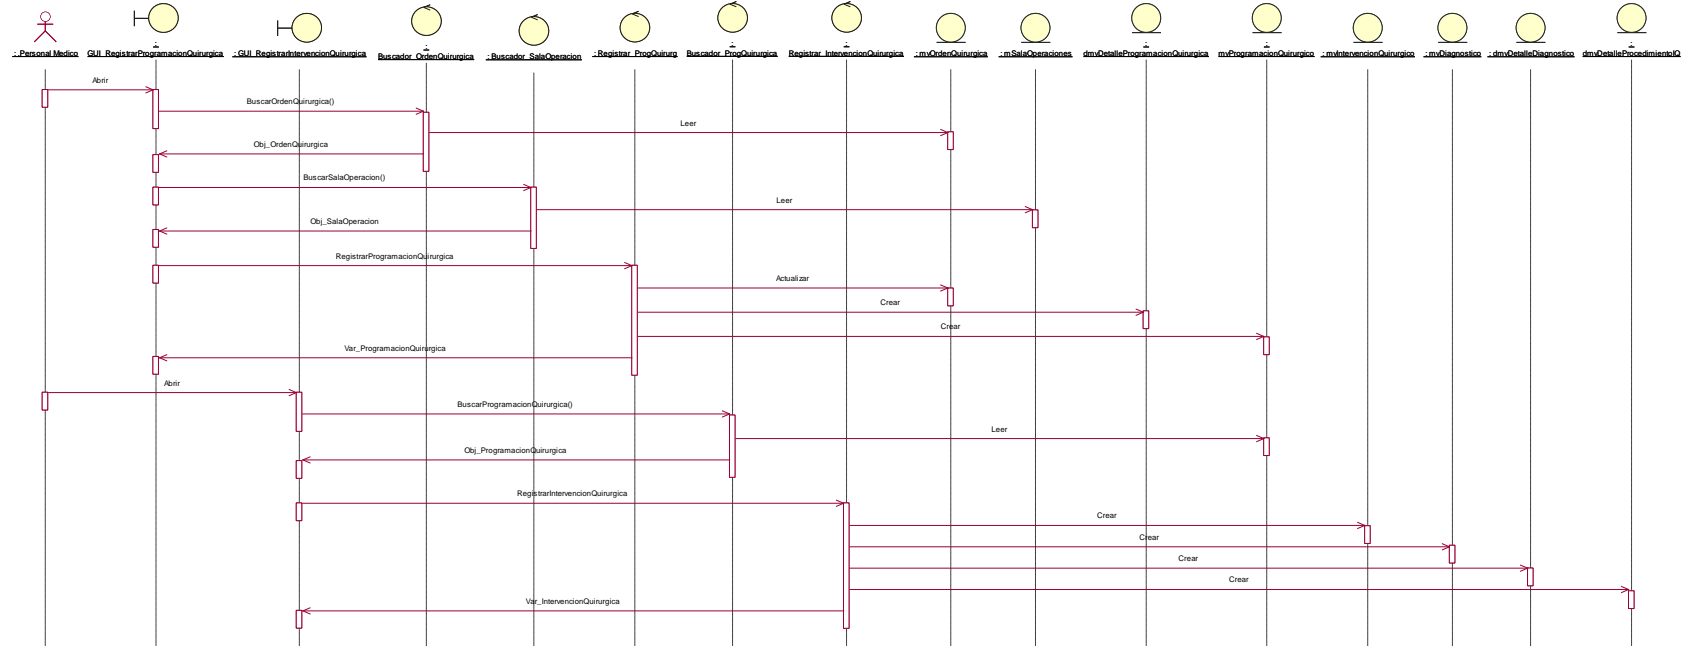 : .Personal Medico
:
GUI_RegistrarProgramacionQuirurgica
: GUI_RegistrarIntervencionQuirurgica
:
Buscador_OrdenQuirurgica
: Buscador_SalaOperacion
: Registrar_ProgQuirurg
:
Buscador_ProgQuirurgica
:
Registrar_IntervencionQuirurgica
: mvOrdenQuirurgica
: mSalaOperaciones
:
dmvDetalleProgramacionQuirurgica
:
mvProgramacionQuirurgico
: mvIntervencionQuirurgico
: mvDiagnostico
: dmvDetalleDiagnostico
:
dmvDetalleProcedimientoIQ
Abrir
BuscarOrdenQuirurgica()
Leer
Obj_OrdenQuirurgica
BuscarSalaOperacion()
Leer
Obj_SalaOperacion
RegistrarProgramacionQuirurgica
Actualizar
Crear
Crear
Var_ProgramacionQuirurgica
Abrir
BuscarProgramacionQuirurgica()
Leer
Obj_ProgramacionQuirurgica
RegistrarIntervencionQuirurgica
Crear
Crear
Crear
Crear
Var_IntervencionQuirurgica